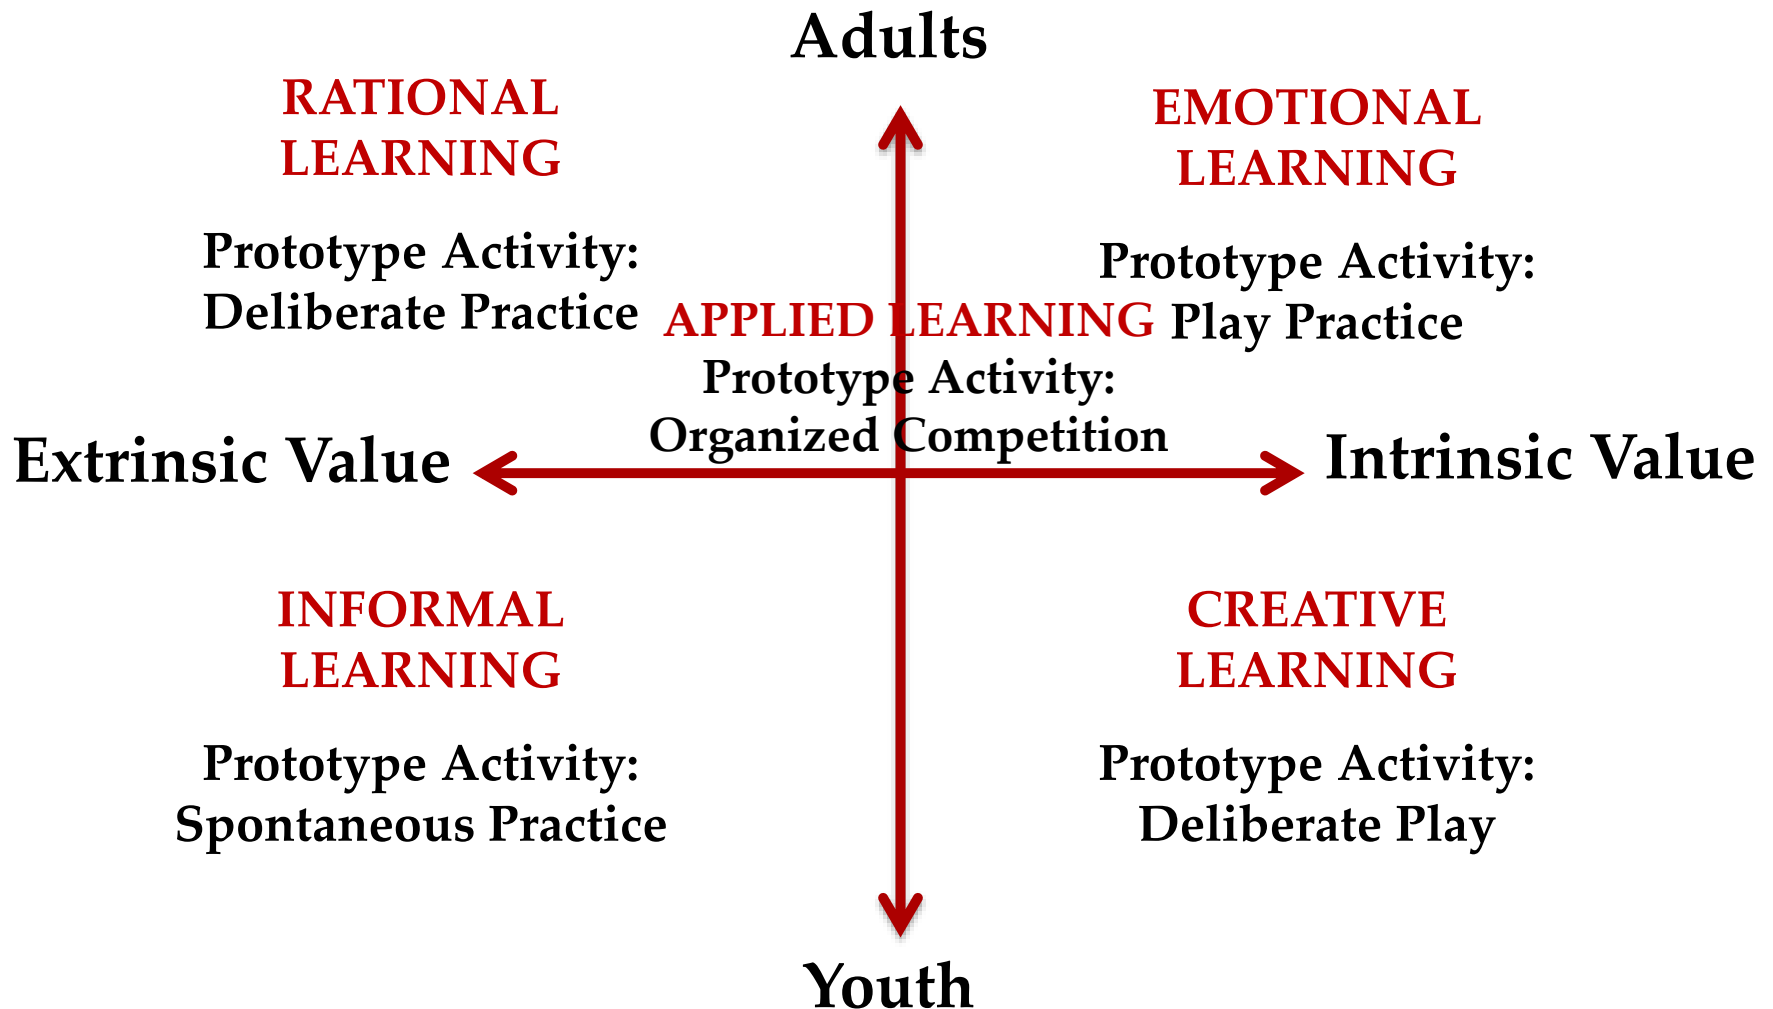 Adults
RATIONAL
LEARNING
Prototype Activity:
Deliberate Practice
EMOTIONAL
LEARNING
Prototype Activity:
Play Practice
APPLIED LEARNING
Prototype Activity:
Organized Competition
Extrinsic Value
Intrinsic Value
INFORMAL
LEARNING
Prototype Activity:
Spontaneous Practice
CREATIVE
LEARNING
Prototype Activity:
Deliberate Play
Youth